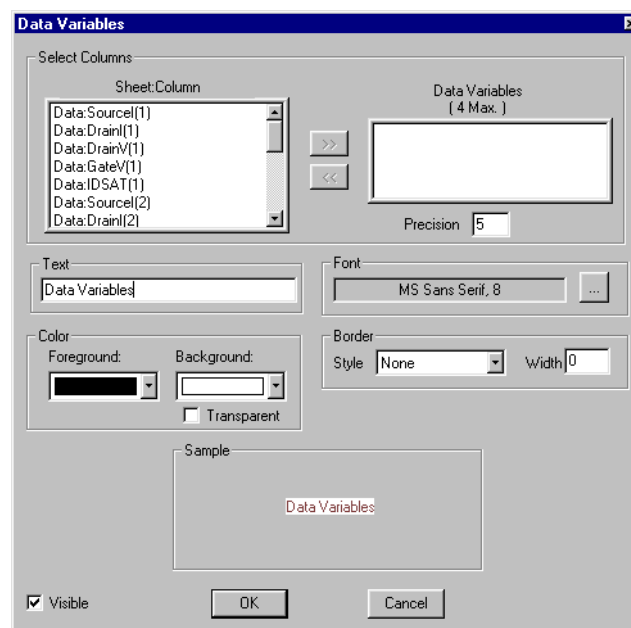 Data Variables
Select Columns
Sheet:Column
Data:SourceI(1)
Data:DrainI(1)
Data:DrainV(1)
Data:GateV(1)
Data:IDSAT(1)
Data:SourceI(2)
Data:DrainI(2)
>>
<<
Data Variables
( 4 Max. )
Precision 5
Text
Data Variables
Font
MS Sans Serif, 8
...
Color
Foreground:
Background:
Transparent
Border
Style None
Width 0
Sample
Data Variables
Visible
OK
Cancel